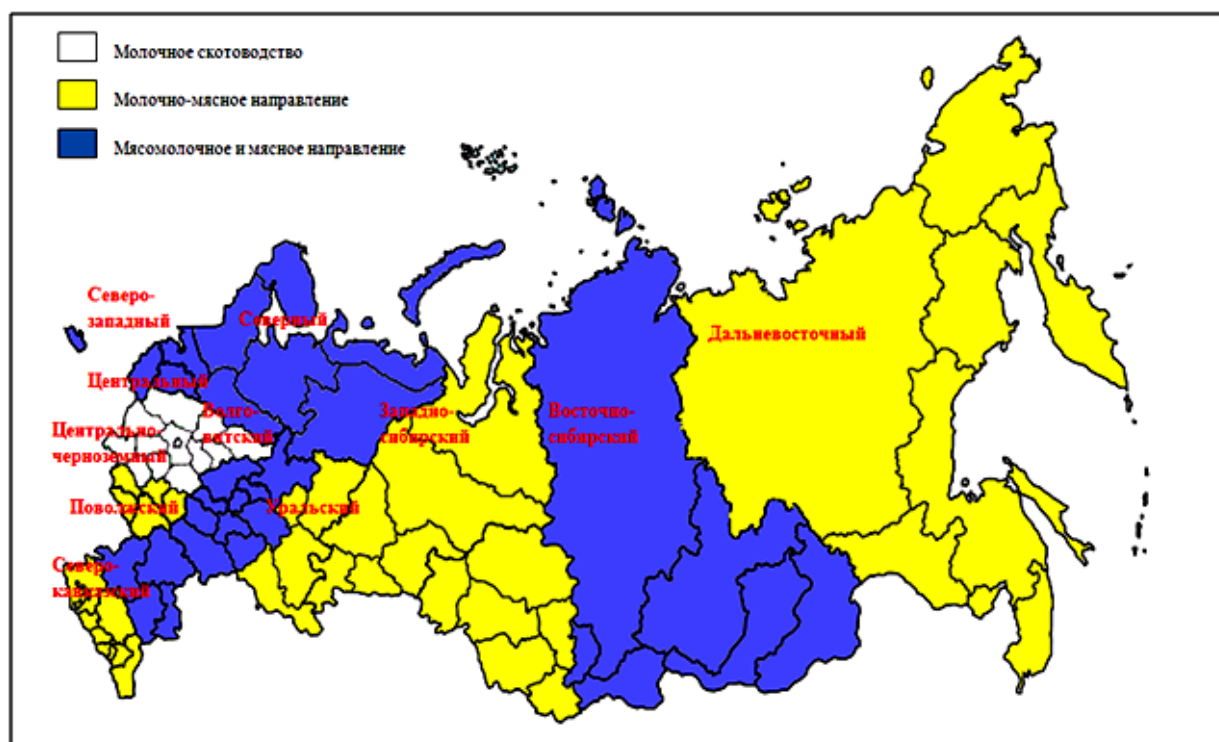 Молочное скотоводство
Молочно-мясное направление
Мясомолочное и мясное направление
Северо-
западный
Северный
Дальневосточный
Центральный
Волго-
вятский
Западно-
сибирский
Восточно-
сибирский
Центрально-
черноземный
Поволжский
Уральский
Северо-
кавказский